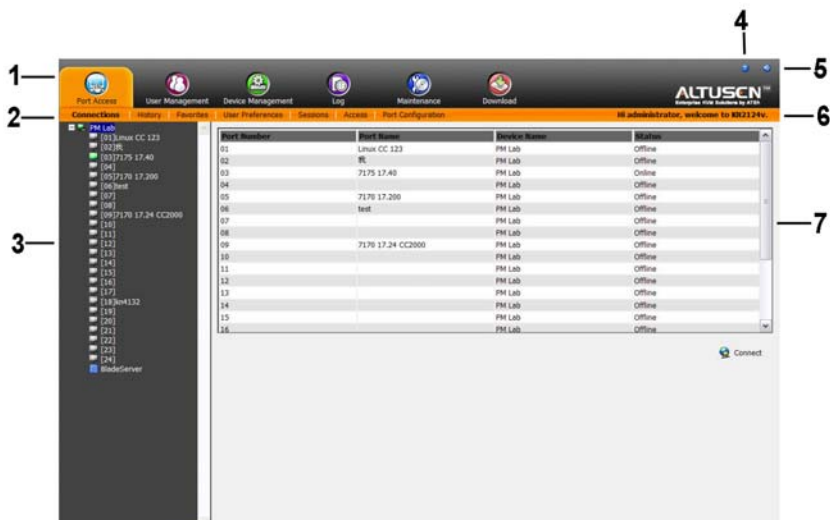 4
1
5
Port Access User Management Device Management Log Maintenance Download
ALTUSEN™
Enterprise KVM Solutions by ATEN
2
Connections History Favorites User Preferences Sessions Access Port Configuration Hi administrator, welcome to KN2124v.
6
PM Lab
[01]Linux CC 123
[03]7175 17.40
[04]
[05]7170 17.200
[06]test
[07]
[08]
[09]7170 17.24 CC2000
[10]
[11]
[12]
[13]
[14]
[15]
[16]
[17]
[18]kn4132
[19]
[20]
[21]
[22]
[23]
[24]
BladeServer
3
Port Number Port Name Device Name Status
01 Linux CC 123 PM Lab Offline
02 PM Lab Offline
03 7175 17.40 PM Lab Online
04 PM Lab Offline
05 7170 17.200 PM Lab Offline
06 test PM Lab Offline
07 PM Lab Offline
08 PM Lab Offline
09 7170 17.24 CC2000 PM Lab Offline
10 PM Lab Offline
11 PM Lab Offline
12 PM Lab Offline
13 PM Lab Offline
14 PM Lab Offline
15 PM Lab Offline
16 PM Lab Offline
7
Connect